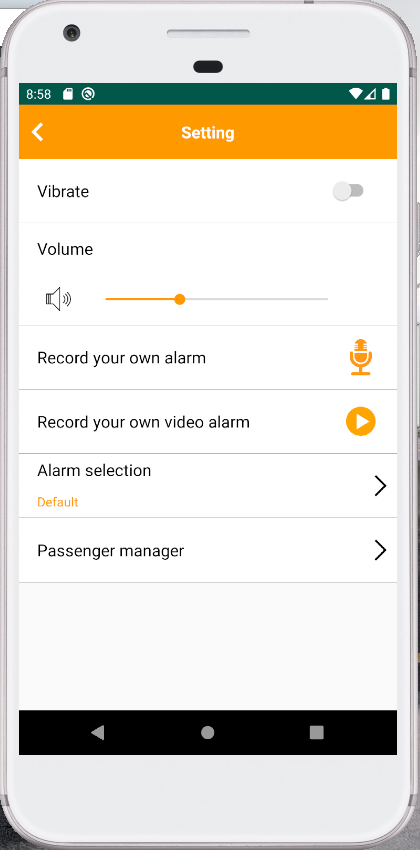 8:58
Setting
Vibrate
Volume
Record your own alarm
Record your own video alarm
Alarm selection
Default
Passenger manager